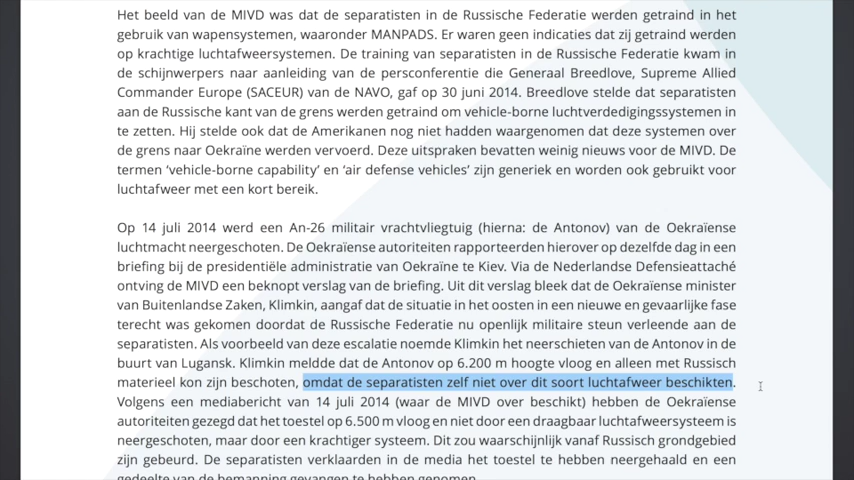 Het beeld van de MIVD was dat de separatisten in de Russische Federatie werden getraind in het
gebruik van wapensystemen, waaronder MANPADS. Er waren geen indicaties dat zij getraind werden
op krachtige luchtafweersystemen. De training van separatisten in de Russische Federatie kwam in
de schijnwerpers naar aanleiding van de persconferentie die Generaal Breedlove, Supreme Allied
Commander Europe (SACEUR) van de NAVO, gaf op 30 juni 2014. Breedlove stelde dat separatisten
aan de Russische kant van de grens werden getraind om vehicle-borne luchtverdedigingssystemen in
te zetten. Hij stelde ook dat de Amerikanen nog niet hadden waargenomen dat deze systemen over
de grens naar Oekraïne werden vervoerd. Deze uitspraken bevatten weinig nieuws voor de MIVD. De
termen ‘vehicle-borne capability’ en ‘air defense vehicles’ zijn generiek en worden ook gebruikt voor
luchtafweer met een kort bereik.
Op 14 juli 2014 werd een An-26 militair vrachtvliegtuig (hierna: de Antonov) van de Oekraïense
luchtmacht neergeschoten. De Oekraïense autoriteiten rapporteerden hierover op dezelfde dag in een
briefing bij de presidentiële administratie van Oekraïne te Kiev. Via de Nederlandse Defensieattaché
ontving de MIVD een beknopt verslag van de briefing. Uit dit verslag bleek dat de Oekraïense minister
van Buitenlandse Zaken, Klimkin, aangaf dat de situatie in het oosten in een nieuwe en gevaarlijke fase
terecht was gekomen doordat de Russische Federatie nu openlijk militaire steun verleende aan de
separatisten. Als voorbeeld van deze escalatie noemde Klimkin het neerschieten van de Antonov in de
buurt van Lugansk. Klimkin meldde dat de Antonov op 6.200 m hoogte vloog en alleen met Russisch
materieel kon zijn beschoten, omdat de separatisten zelf niet over dit soort luchtafweer beschikten.
Volgens een mediabericht van 14 juli 2014 (waar de MIVD over beschikt) hebben de Oekraïense
autoriteiten gezegd dat het toestel op 6.500 m vloog en niet door een draagbaar luchtafweersysteem is
neergeschoten, maar door een krachtiger systeem. Dit zou waarschijnlijk vanaf Russisch grondgebied
zijn gebeurd. De separatisten verklaarden in de media het toestel te hebben neergehaald en een
gedeelte van de bemanning gevangen te hebben genomen.